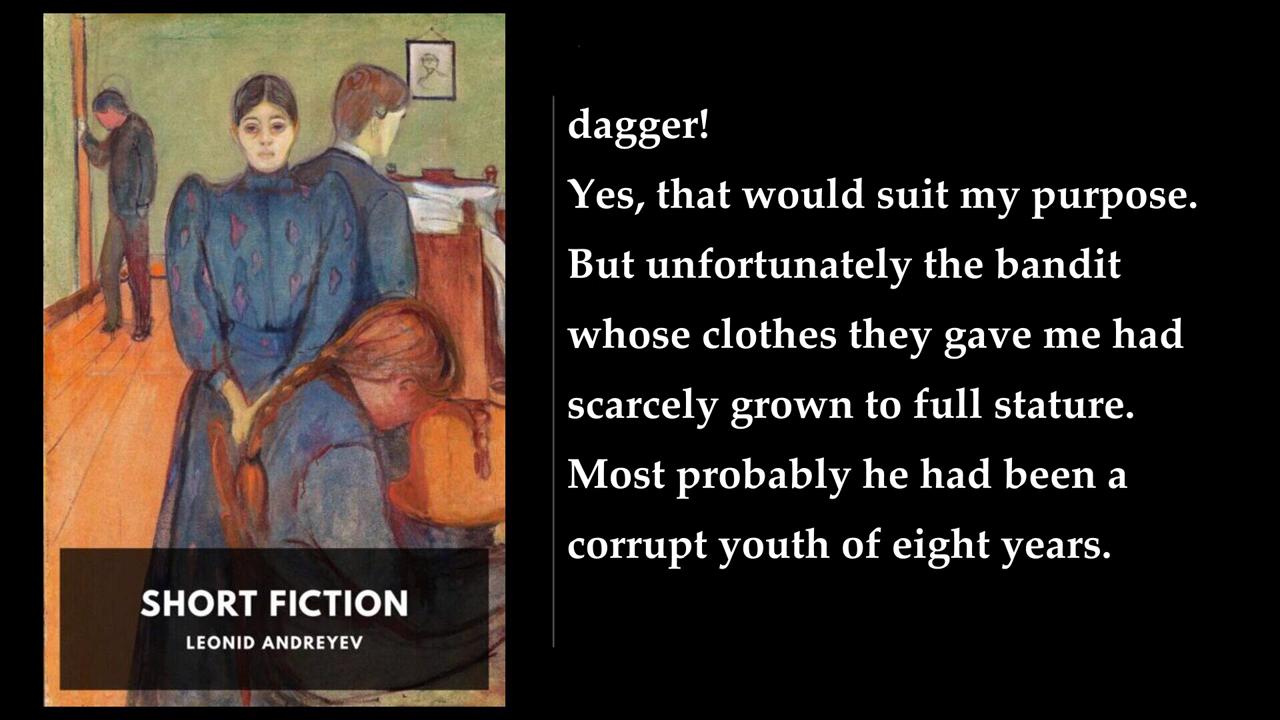 SHORT FICTION
LEONID ANDREYEV
dagger!
Yes, that would suit my purpose.
But unfortunately the bandit
whose clothes they gave me had
scarcely grown to full stature.
Most probably he had been a
corrupt youth of eight years.